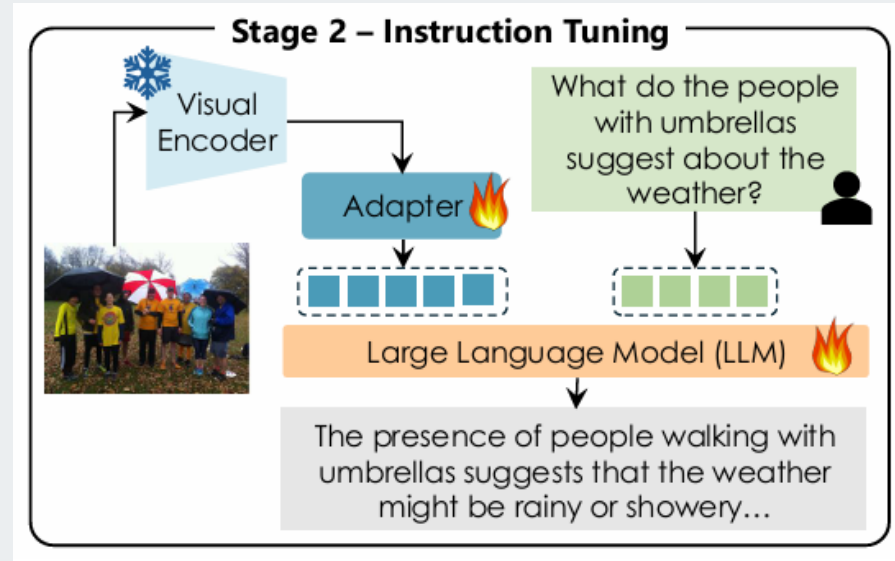 Stage 2 – Instruction Tuning
Visual
Encoder
What do the people
with umbrellas
suggest about the
weather?
Adapter
Large Language Model (LLM)
The presence of people walking with
umbrellas suggests that the weather
might be rainy or showery…